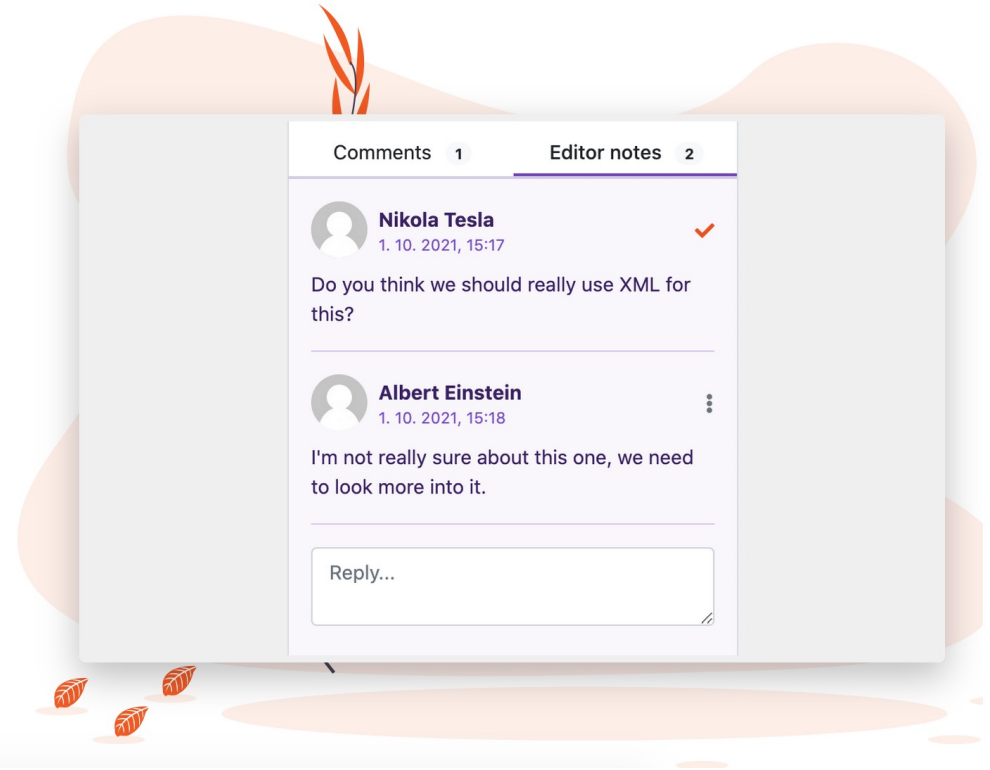 Comments 1 Editor notes 2
Nikola Tesla
1. 10. 2021, 15:17
Do you think we should really use XML for
this?
Albert Einstein
1. 10. 2021, 15:18
I'm not really sure about this one, we need
to look more into it.
Reply...